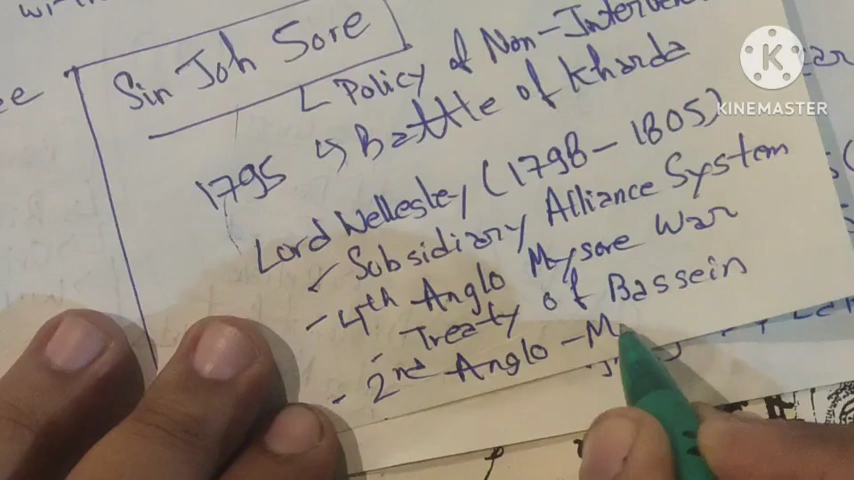 Sir Joh Sore
Policy of Non-Interven
1795 Battle of Kharda
Lord Wellesley (1798 - 1805)
Subsidiary Alliance System
- 4th Anglo Mysore War
- Treaty of Bassein
- 2nd Anglo - M
K
KINEMASTER